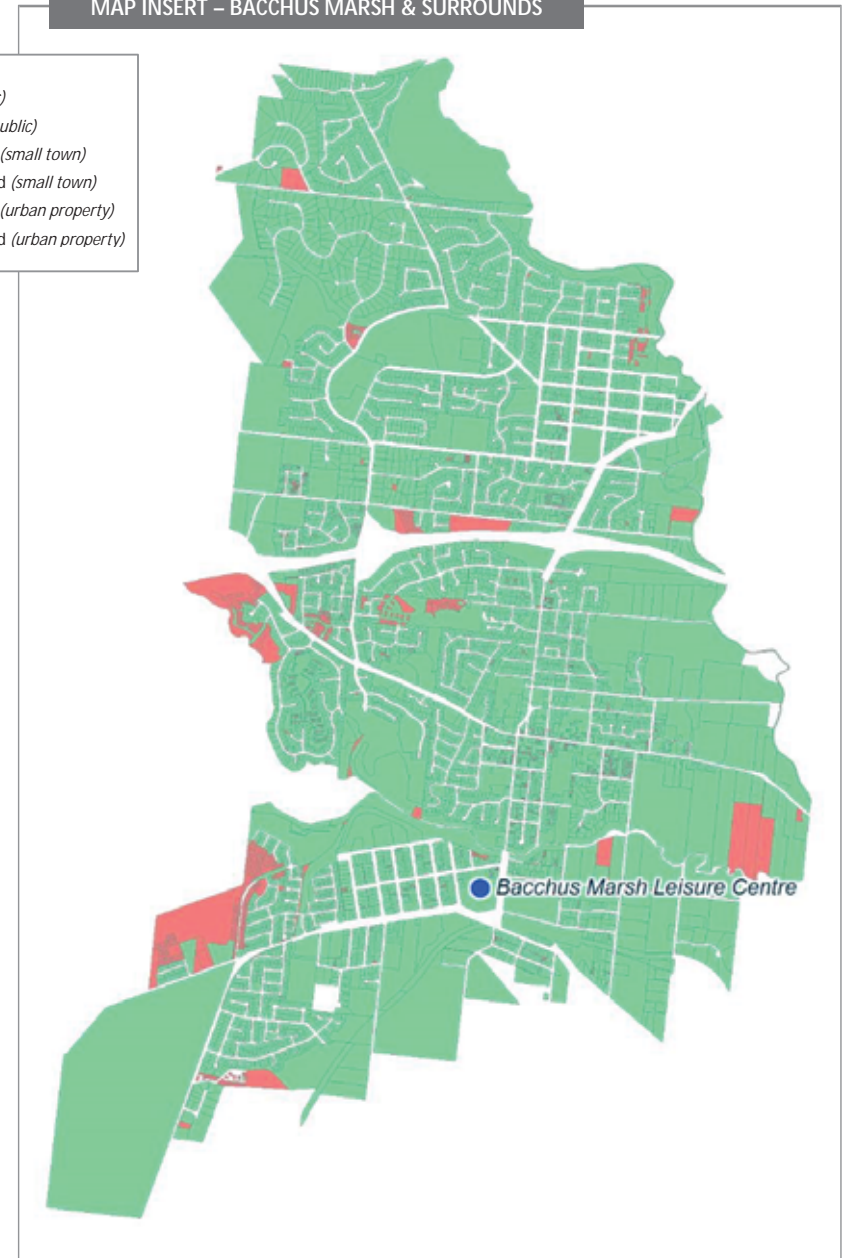 MAP INSERT – BACCHUS MARSH & SURROUNDS
ublic)
(small town)
d (small town)
(urban property)
d (urban property)
Bacchus Marsh Leisure Centre